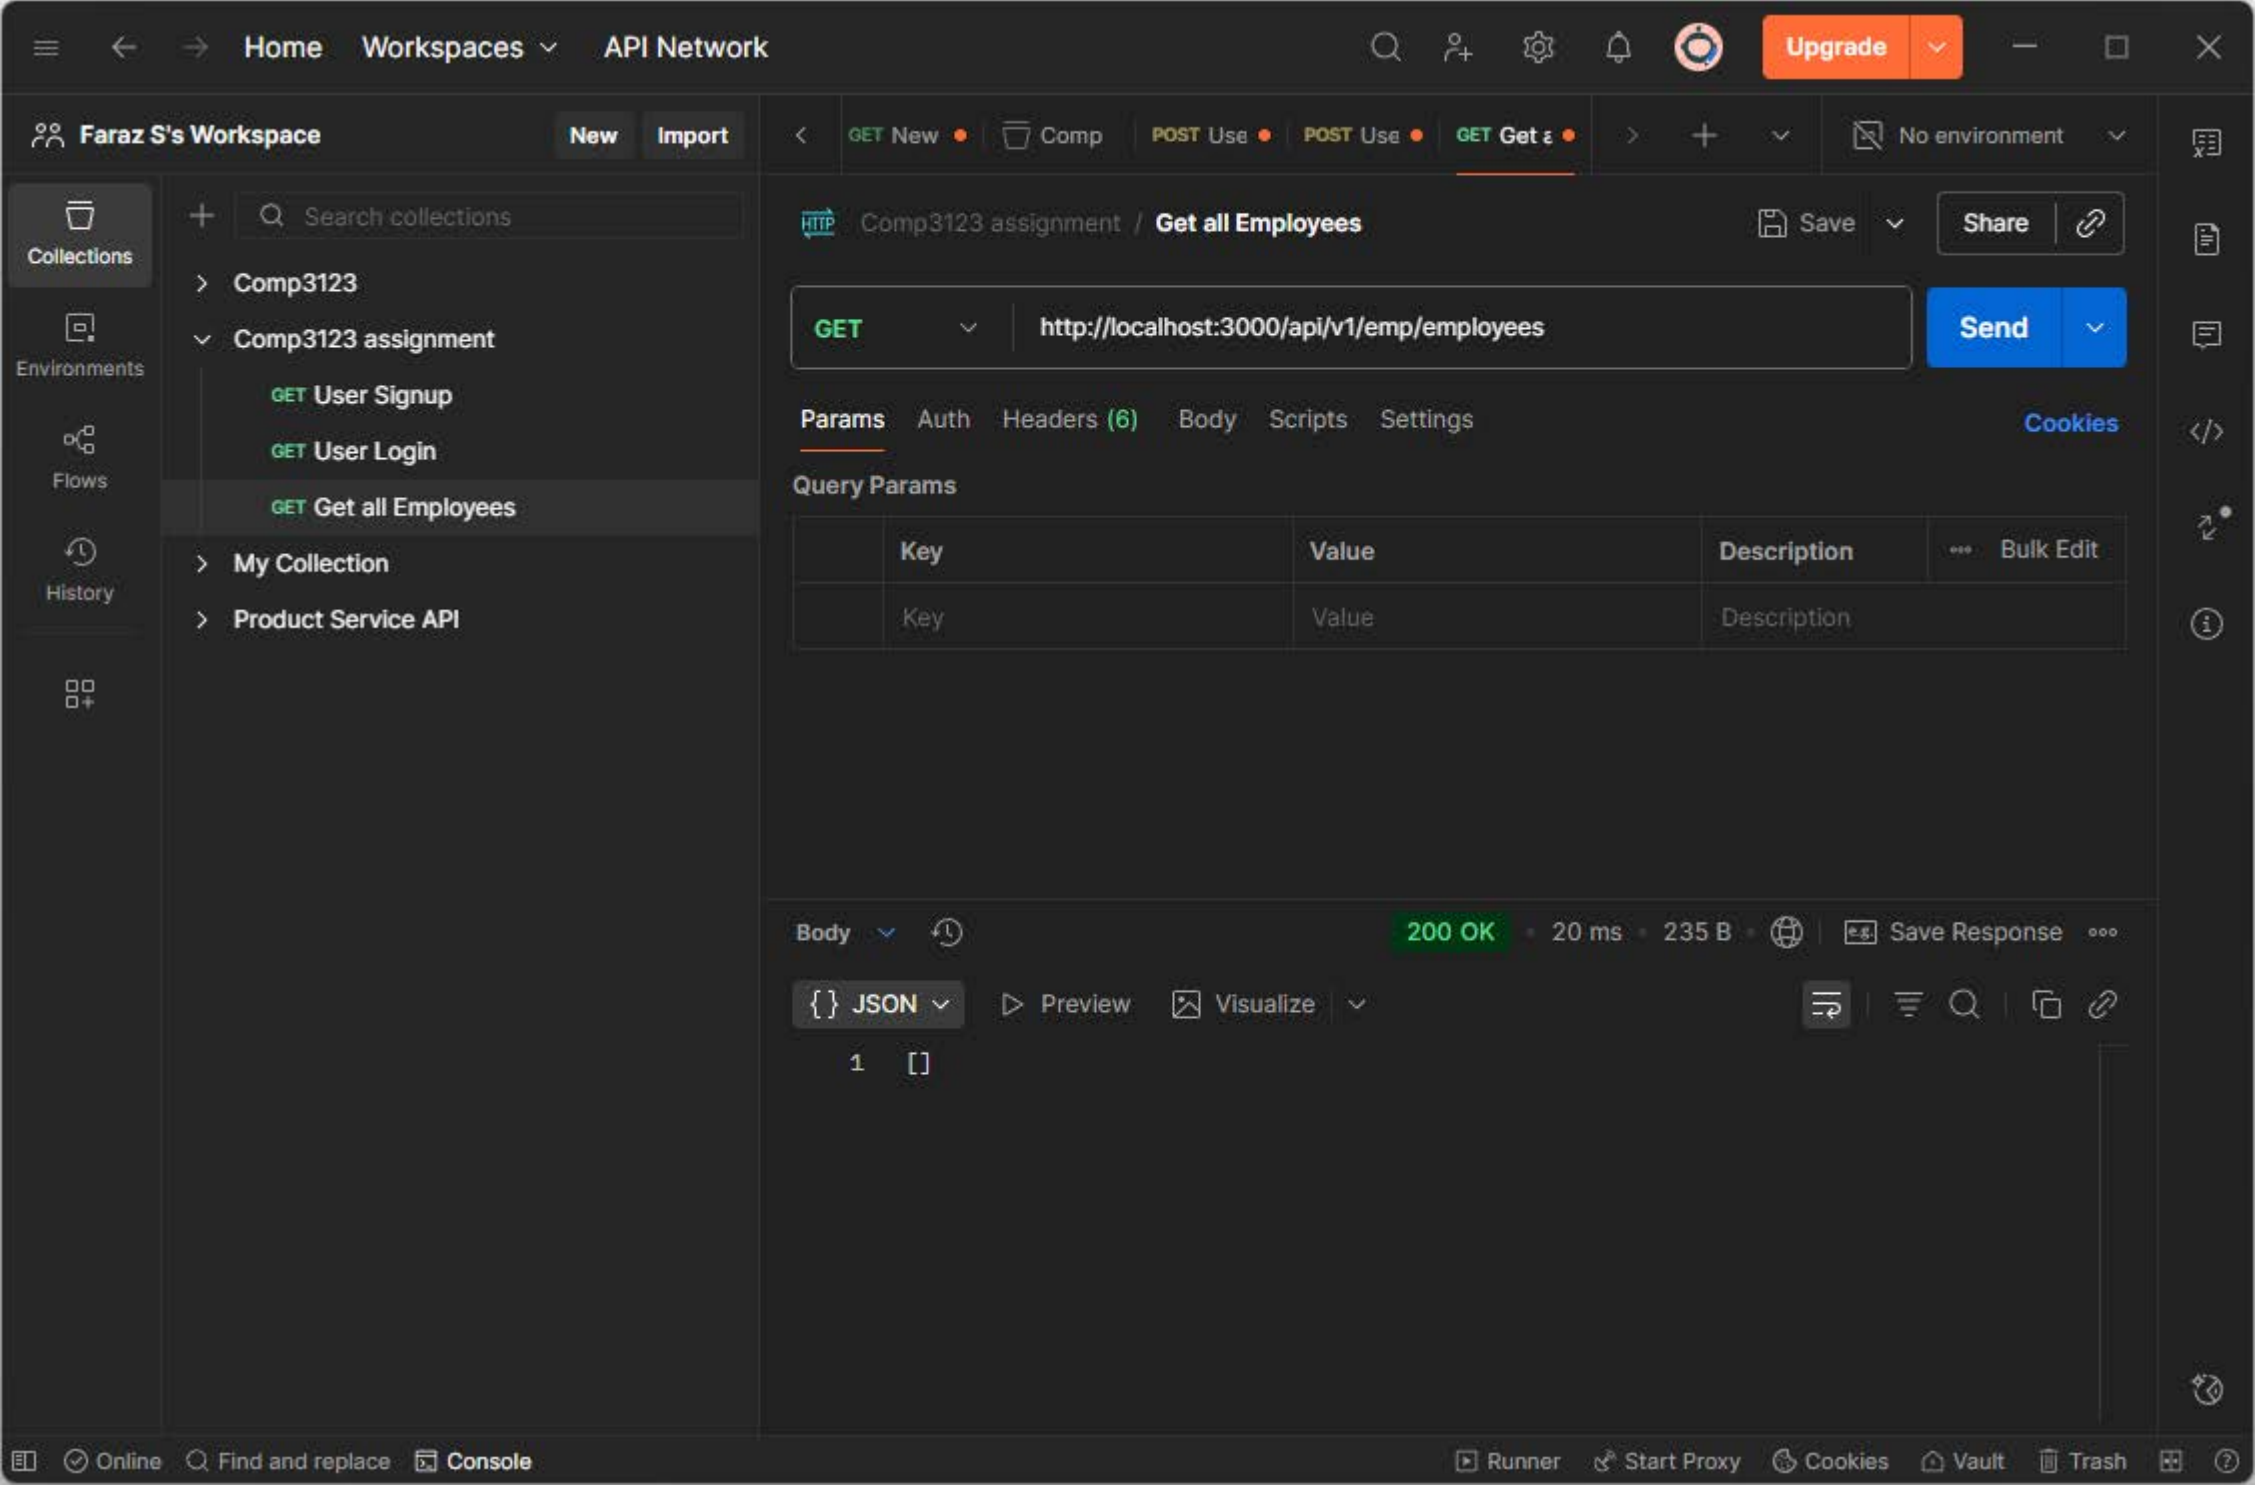 Home Workspaces API Network Upgrade
Faraz S's Workspace New Import
GET New Comp POST Use POST Use GET Get a No environment
Collections
Environments
Flows
History
Search collections
Comp3123
Comp3123 assignment
GET User Signup
GET User Login
GET Get all Employees
My Collection
Product Service API
HTTP Comp3123 assignment / Get all Employees Save Share
GET http://localhost:3000/api/v1/emp/employees Send
Params Auth Headers (6) Body Scripts Settings Cookies
Query Params
Key Value Description Bulk Edit
Key Value Description
Body 200 OK 20 ms 235 B e.g. Save Response
{} JSON Preview Visualize
1 []
Online Find and replace Console Runner Start Proxy Cookies Vault Trash